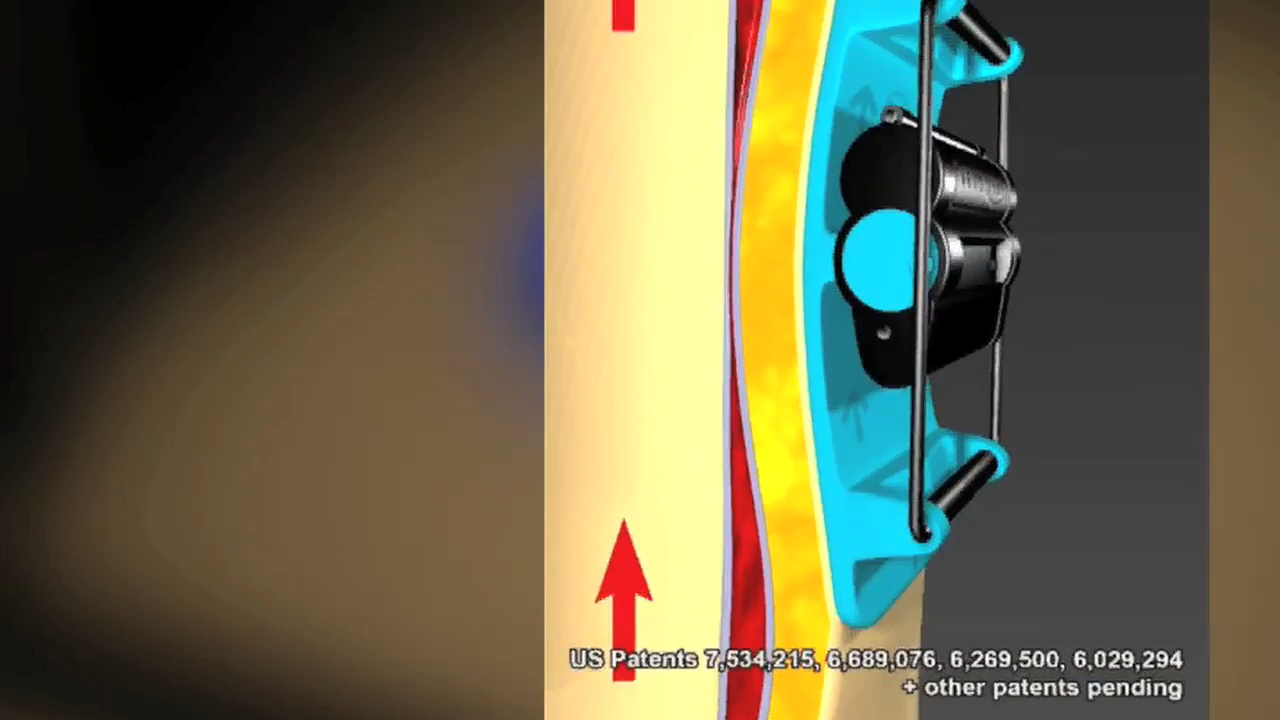 US Patents 7,534,215, 6,689,076, 6,269,500, 6,029,294
+ other patents pending